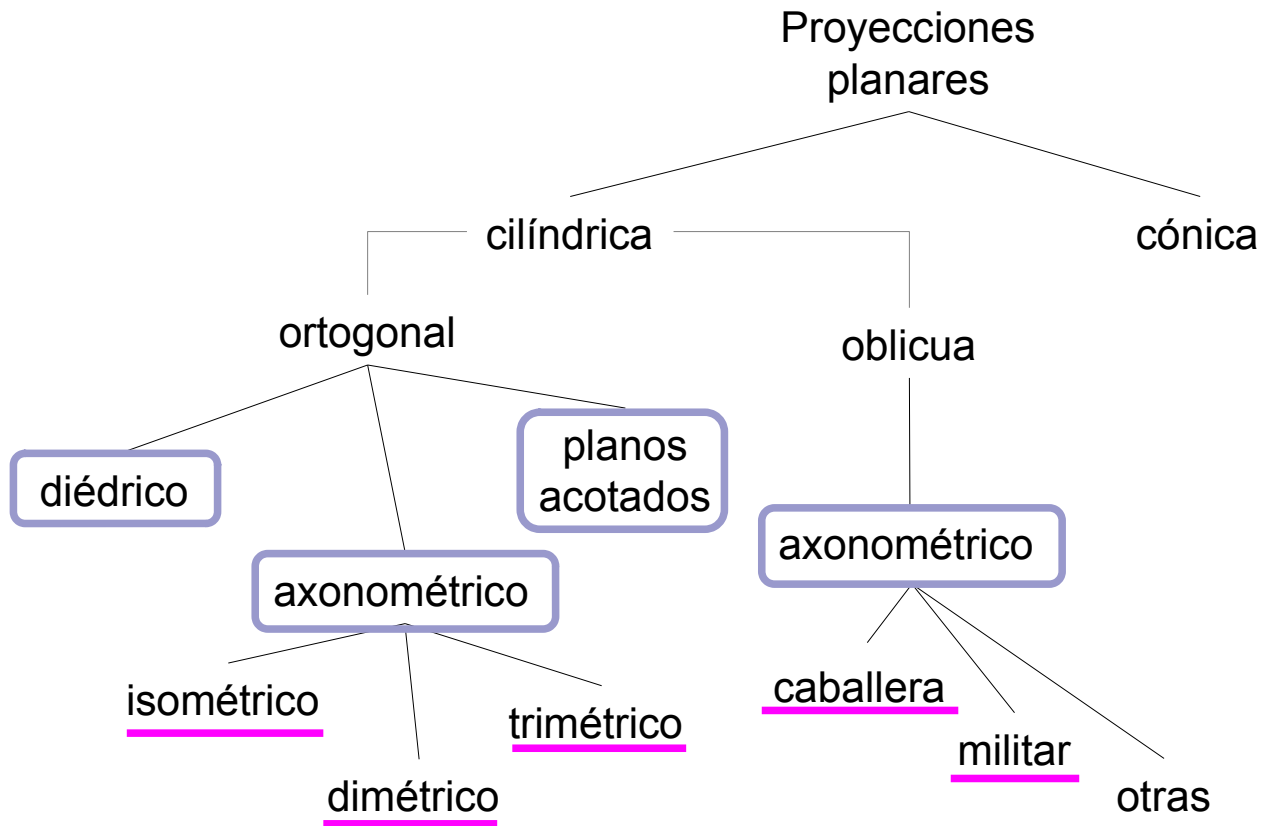 Proyecciones
planares
cilíndrica
cónica
ortogonal
oblicua
diédrico
planos
acotados
axonométrico
axonométrico
isométrico
trimétrico
dimétrico
caballera
militar
otras